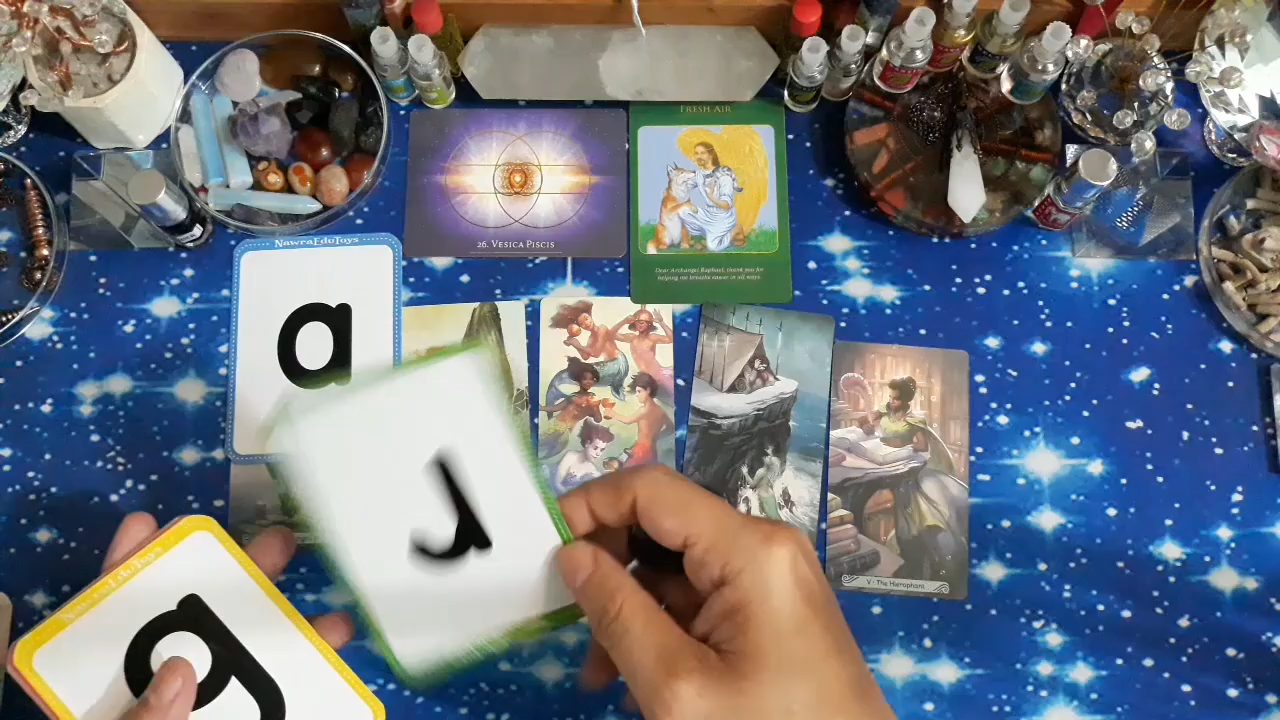 FRESH AIR
26. VESICA PISCIS
Dear Archangel Raphael, thank you for
helping me breathe easier in all ways.
NawraEduToys
a
r
NawraEduToys
g
V · The Hierophant